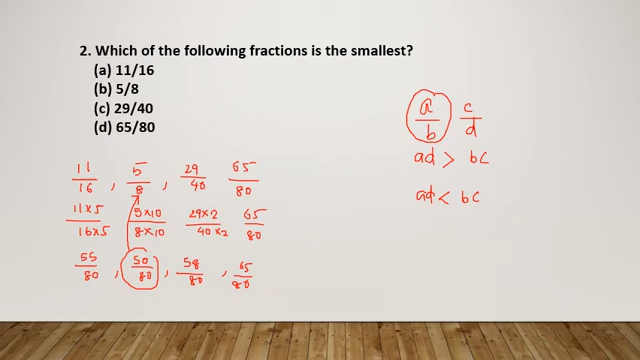 2. Which of the following fractions is the smallest?
(a) 11/16
(b) 5/8
(c) 29/40
(d) 65/80
a/b c/d
ad > bc
ad < bc
11/16 , 5/8 , 29/40 65/80
11×5/16×5 5×10/8×10 29×2/40×2 65/80
55/80 , 50/80 , 58/80 , 65/80